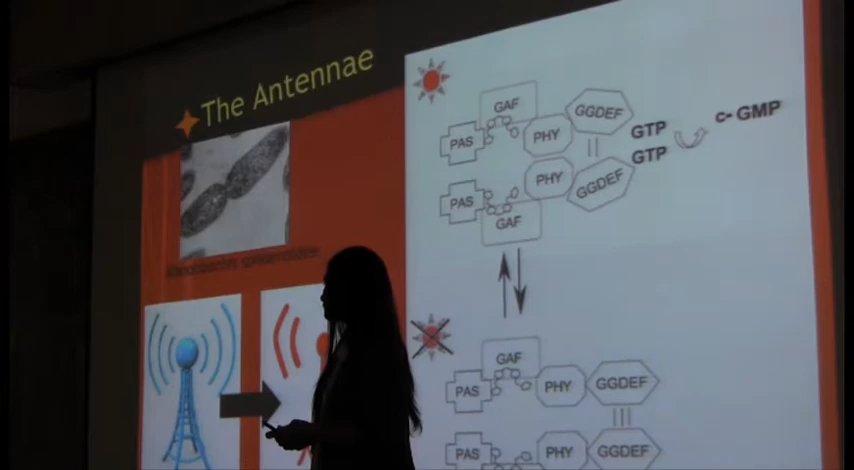 The Antennae
GAF
GGDEF
PAS
PHY
GTP
c-GMP
GTP
PHY
GGDEF
PAS
GAF
GAF
PAS
PHY
GGDEF
PAS
PHY
GGDEF